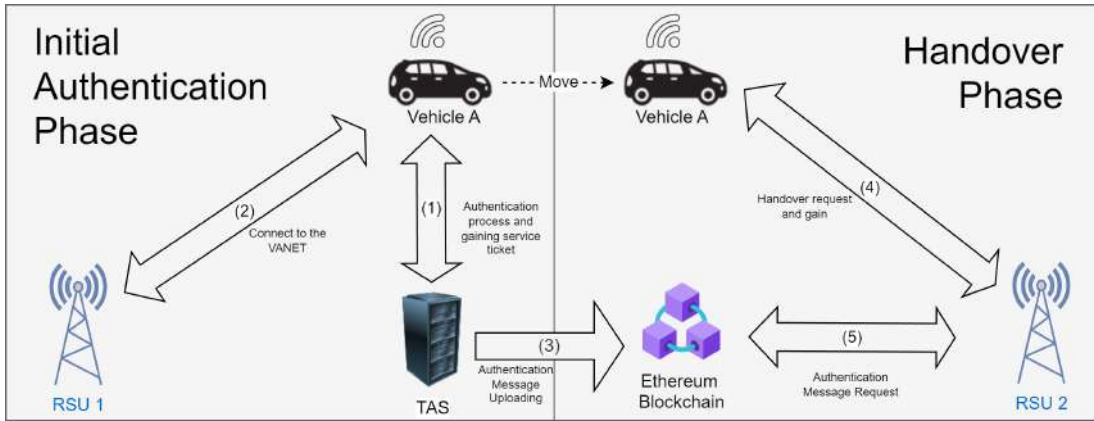 Initial
Authentication
Phase
Handover
Phase
Vehicle A
Move
Vehicle A
(1)
Authentication
process and
gaining service
ticket
(2)
Connect to the
VANET
(4)
Handover request
and gain
RSU 1
TAS
(3)
Authentication
Message
Uploading
Ethereum
Blockchain
(5)
Authentication
Message Request
RSU 2